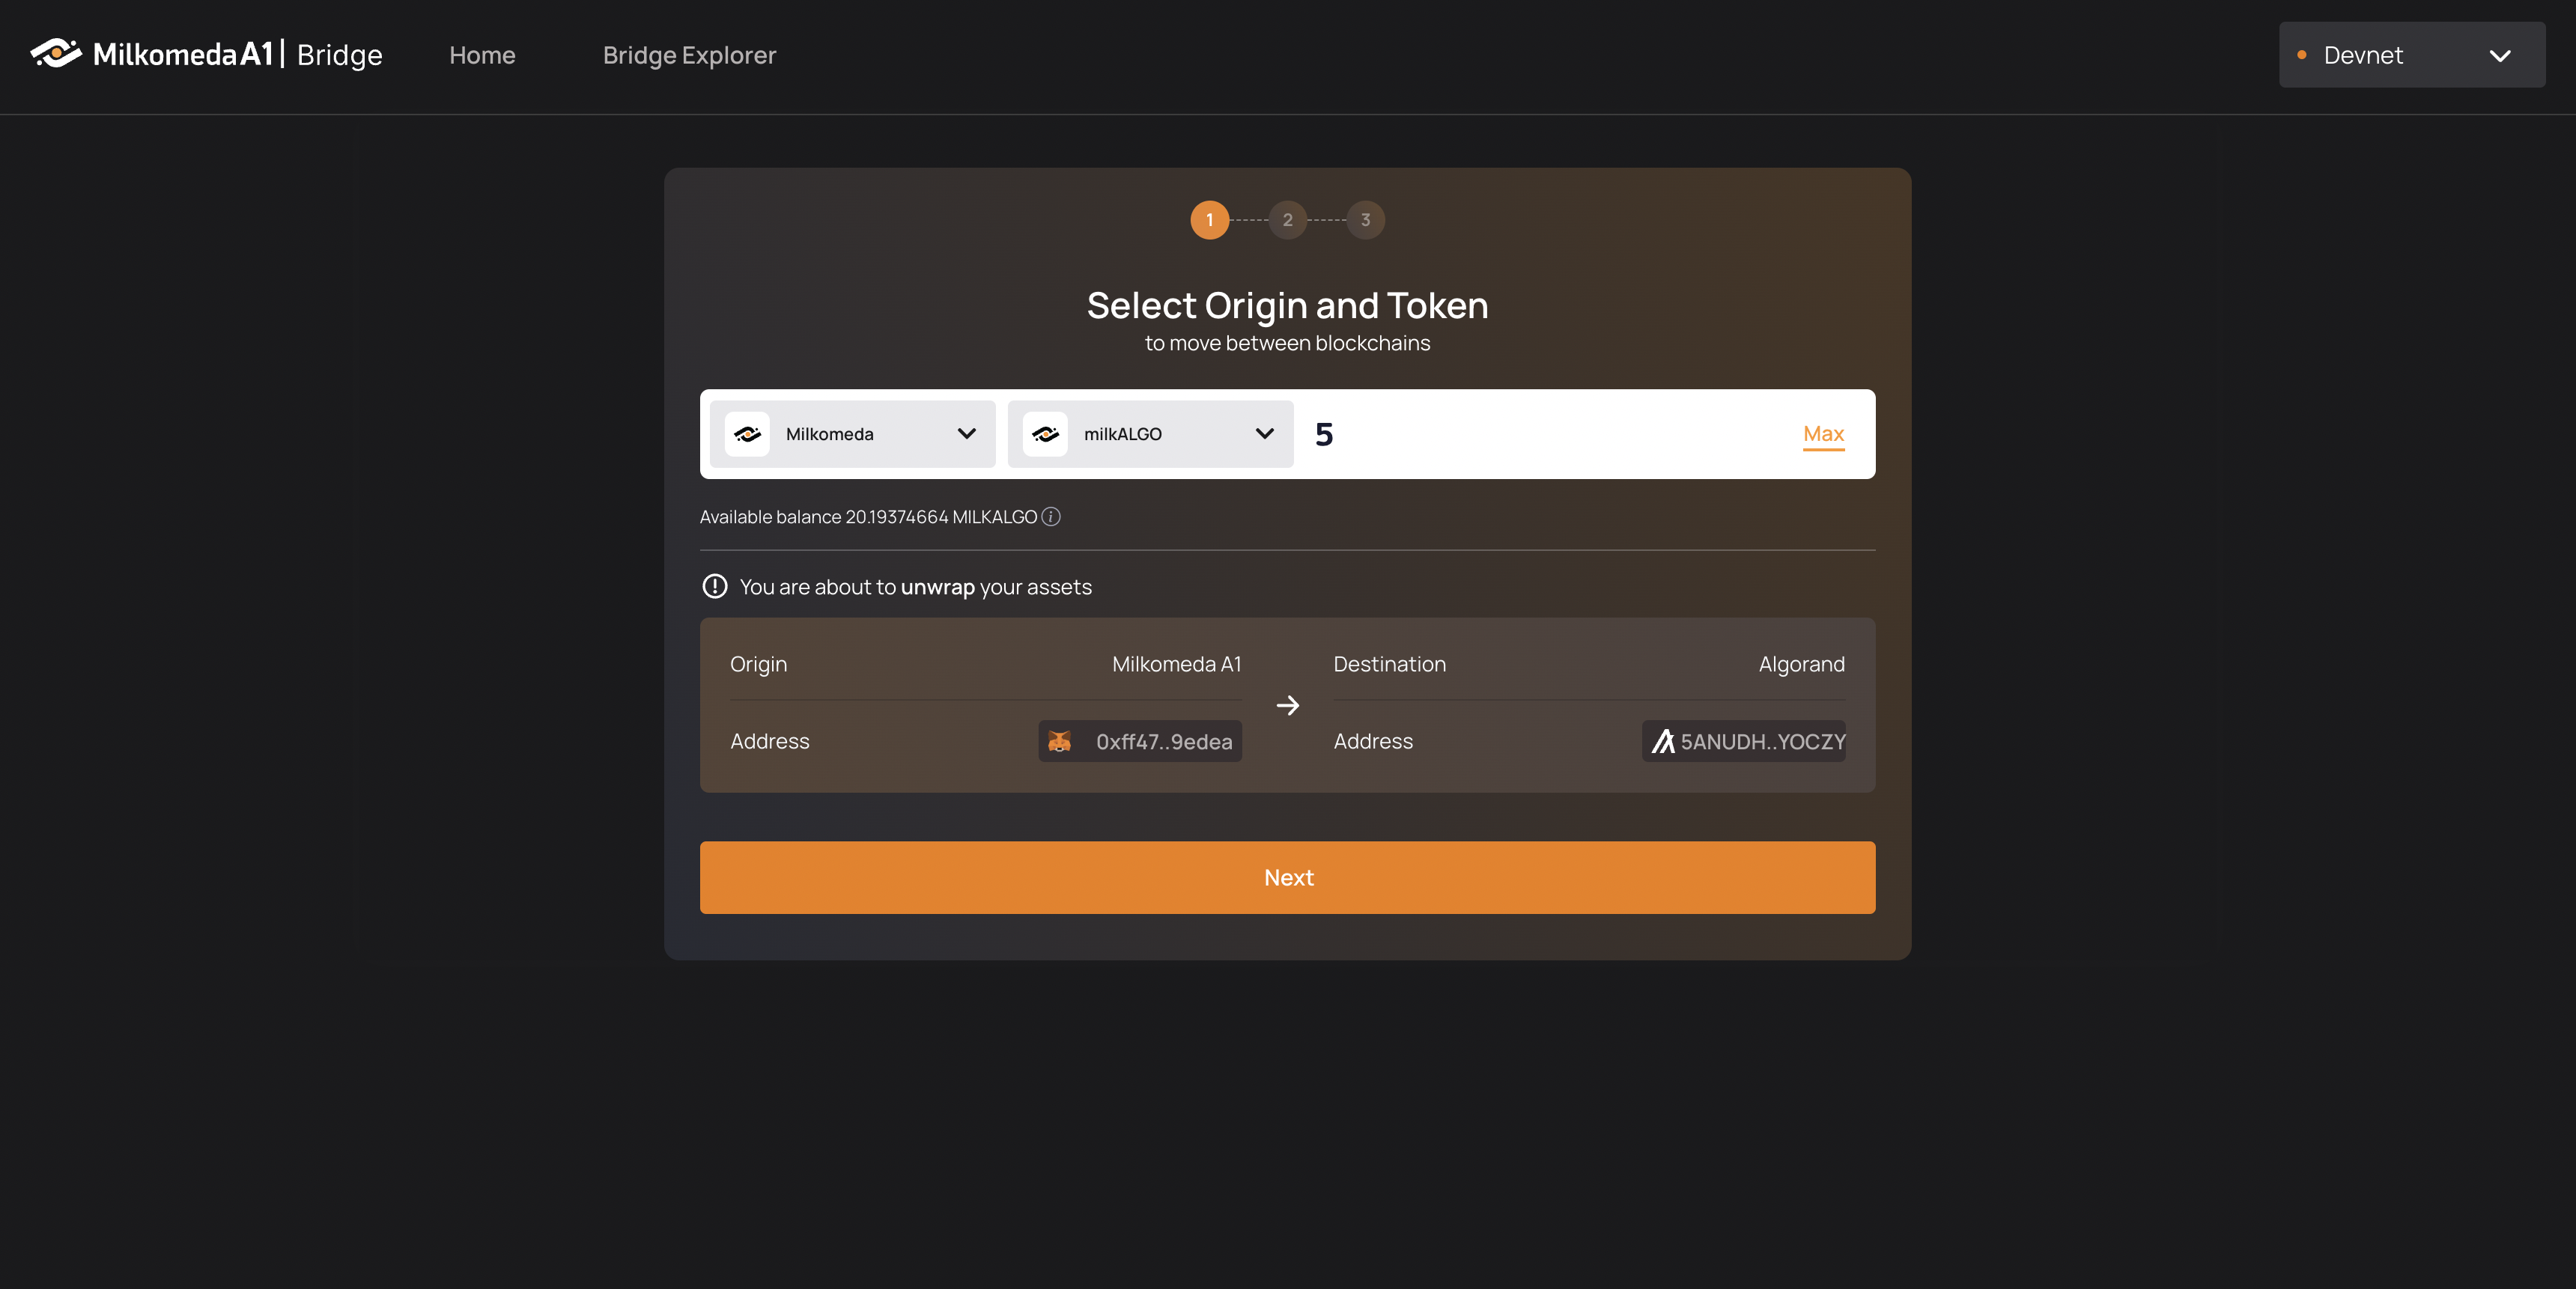 MilkomedaA1 | Bridge Home Bridge Explorer Devnet
1 2 3
Select Origin and Token
to move between blockchains
Milkomeda milkALGO 5 Max
Available balance 20.19374664 MILKALGO
You are about to unwrap your assets
Origin Milkomeda A1 Destination Algorand
Address 0xff47..9edea Address 5ANUDH..YOCZY
Next